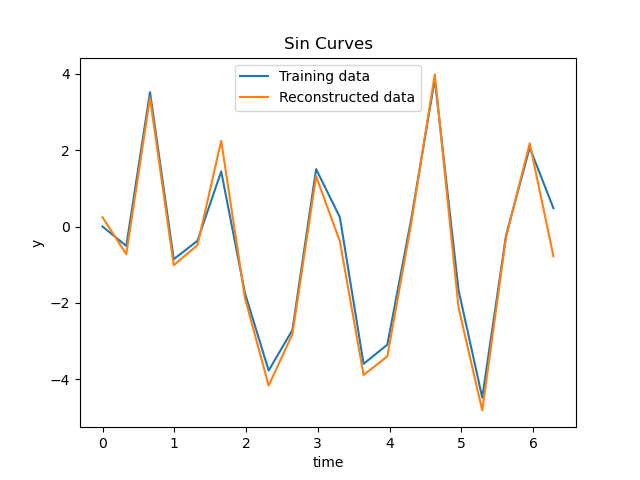 Sin Curves
Training data
Reconstructed data
4
2
0
−2
−4
y
0 1 2 3 4 5 6
time